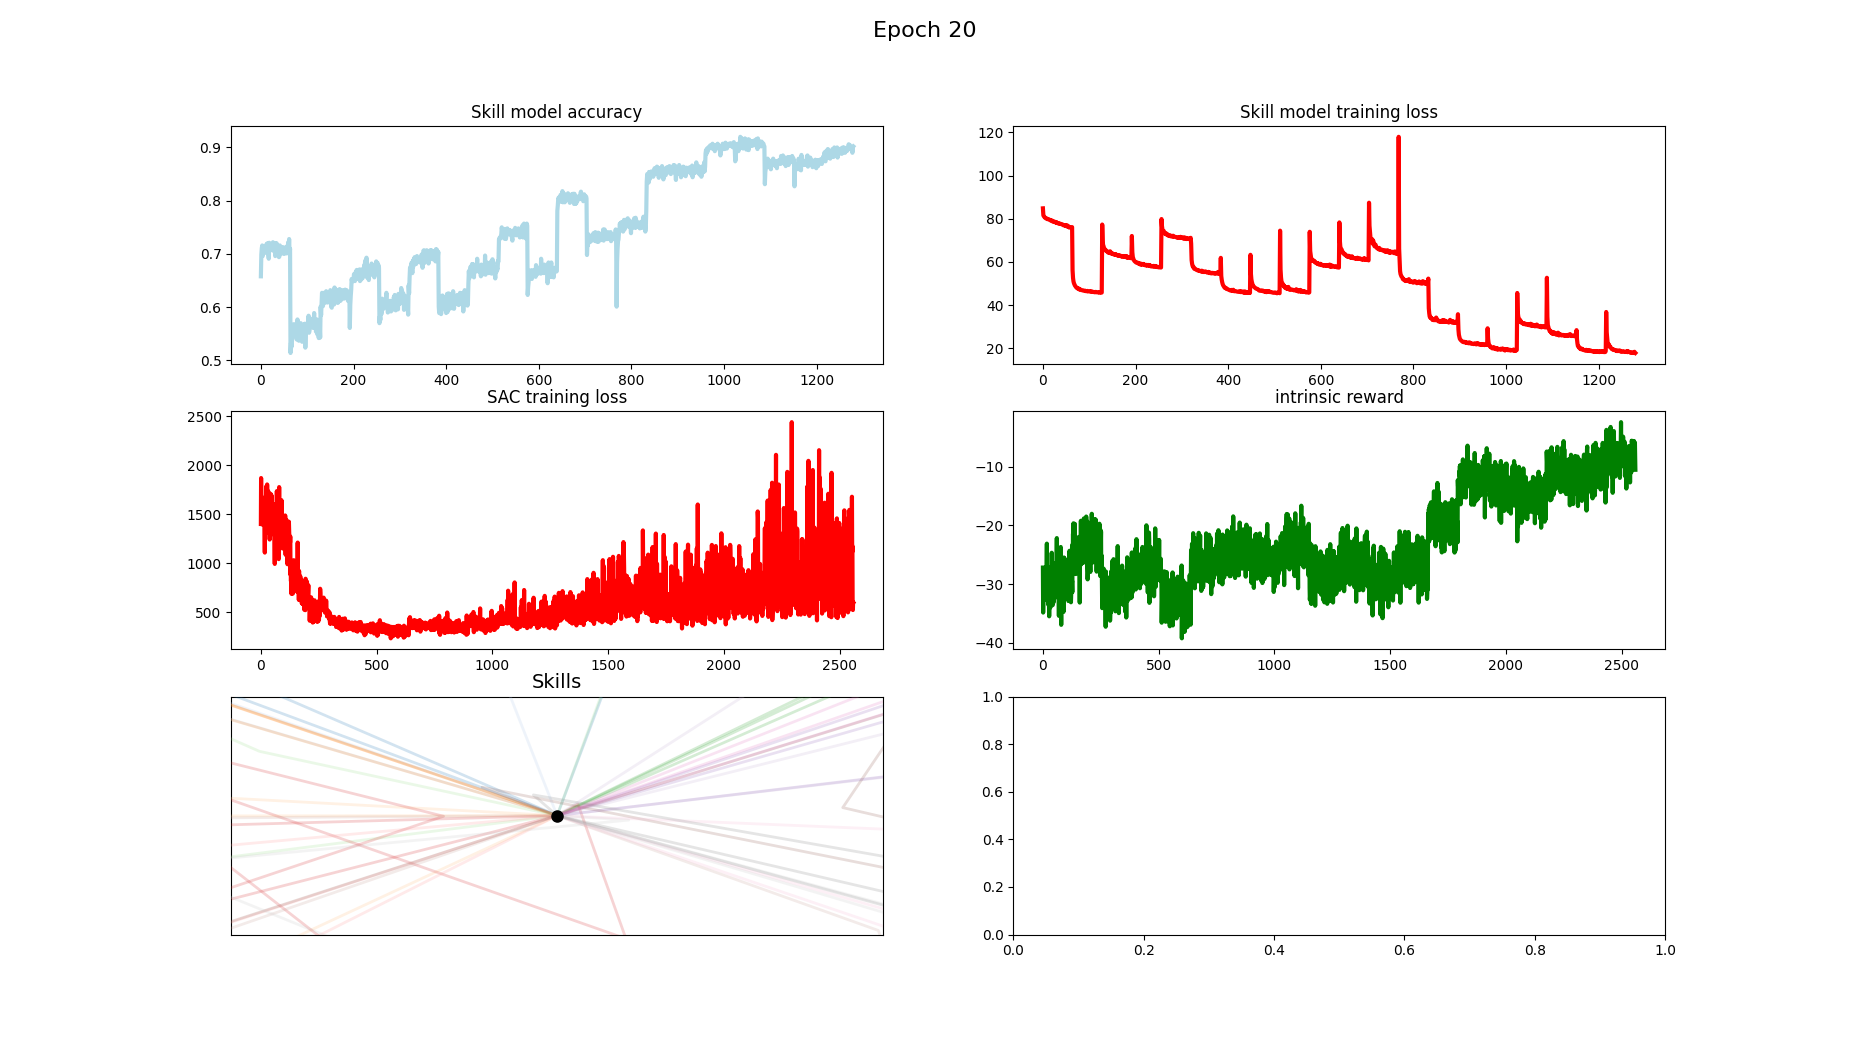 Epoch 20
Skill model accuracy
0.9
0.8
0.7
0.6
0.5
0 200 400 600 800 1000 1200
Skill model training loss
120
100
80
60
40
20
0 200 400 600 800 1000 1200
SAC training loss
2500
2000
1500
1000
500
0 500 1000 1500 2000 2500
intrinsic reward
−10
−20
−30
−40
0 500 1000 1500 2000 2500
Skills
1.0
0.8
0.6
0.4
0.2
0.0
0.0 0.2 0.4 0.6 0.8 1.0